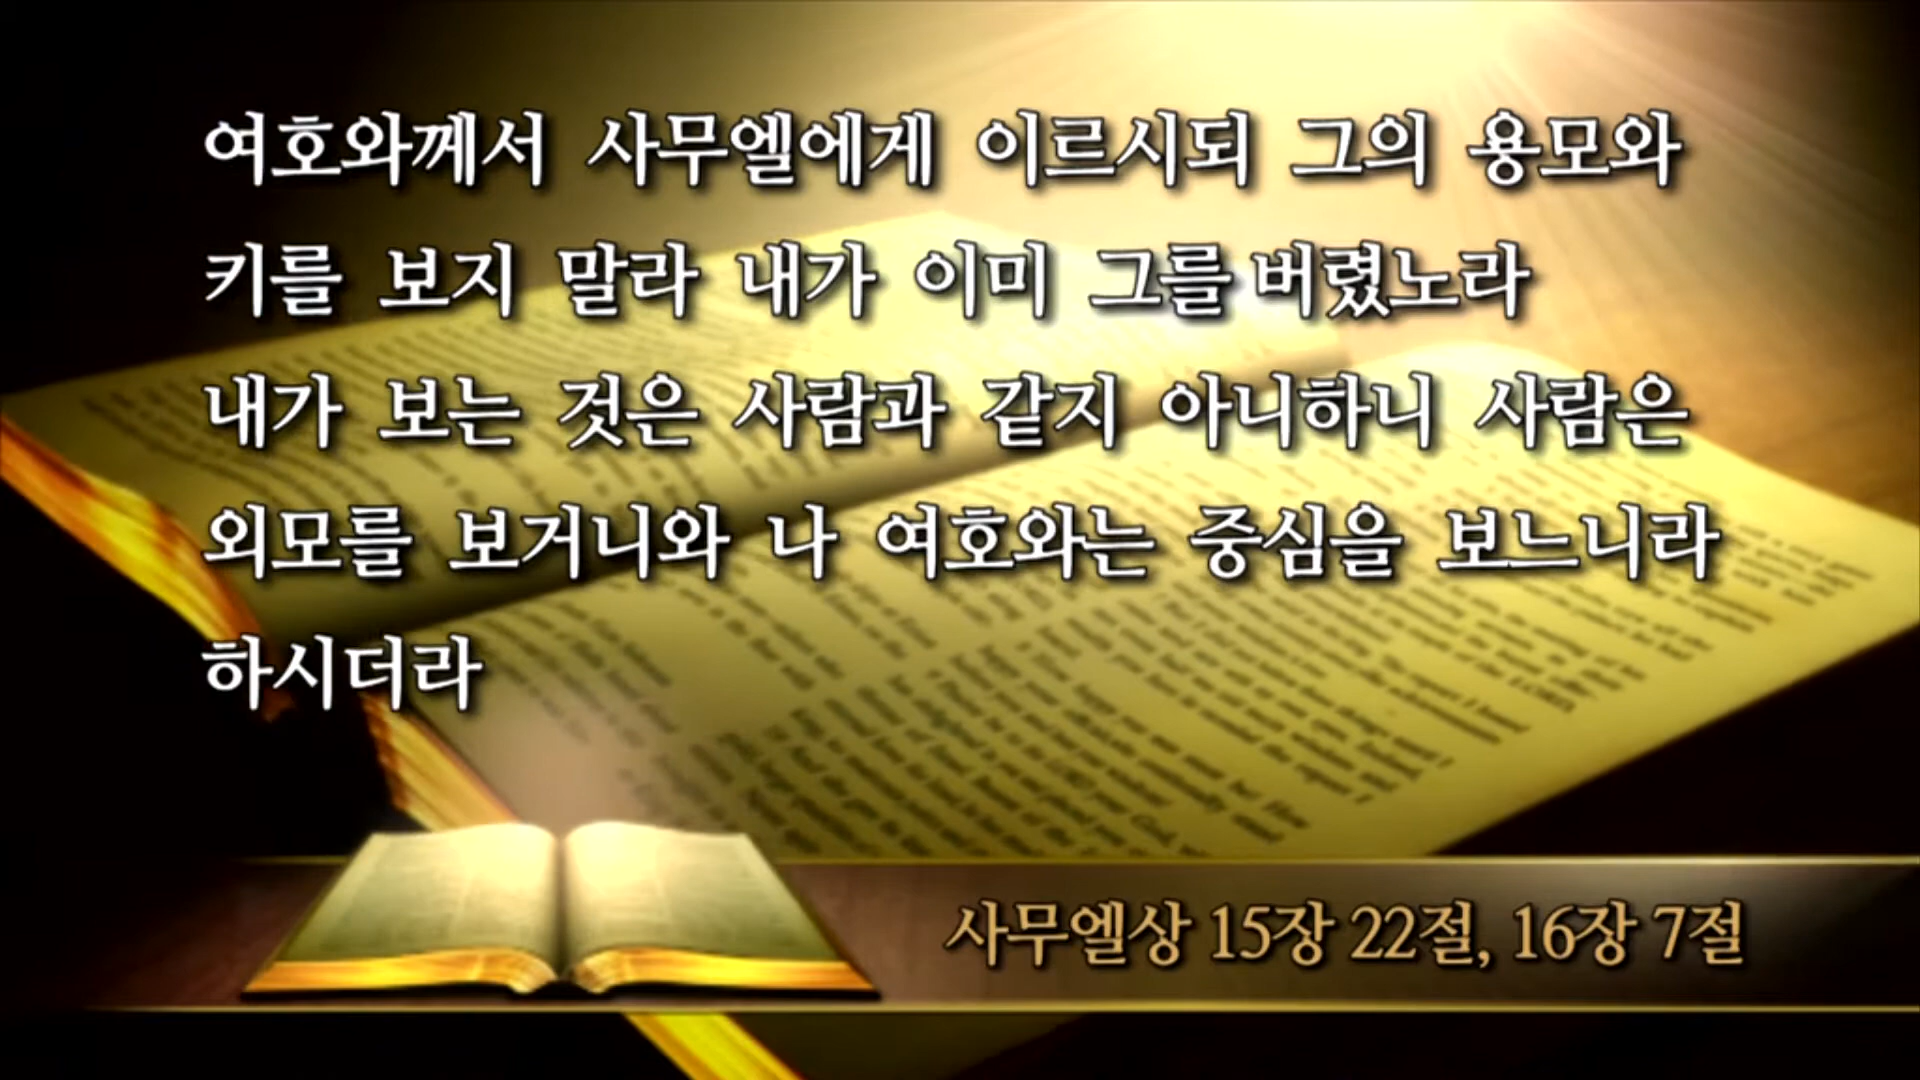 여호와께서 사무엘에게 이르시되 그의 용모와
키를 보지 말라 내가 이미 그를 버렸노라
내가 보는 것은 사람과 같지 아니하니 사람은
외모를 보거니와 나 여호와는 중심을 보느니라
하시더라
사무엘상 15장 22절, 16장 7절